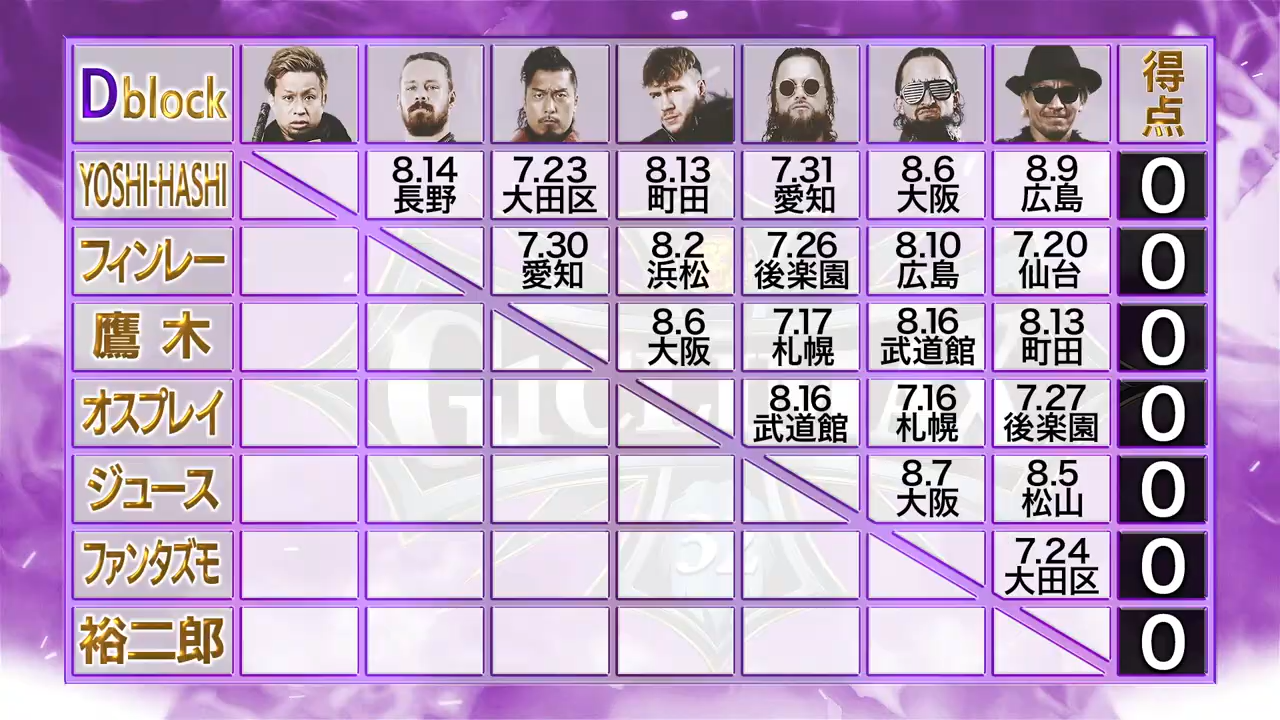 D block
得点
YOSHI-HASHI
8.14 長野
7.23 大田区
8.13 町田
7.31 愛知
8.6 大阪
8.9 広島
0
フィンレー
7.30 愛知
8.2 浜松
7.26 後楽園
8.10 広島
7.20 仙台
0
鷹木
8.6 大阪
7.17 札幌
8.16 武道館
8.13 町田
0
オスプレイ
8.16 武道館
7.16 札幌
7.27 後楽園
0
ジュース
8.7 大阪
8.5 松山
0
ファンタズモ
7.24 大田区
0
裕二郎
0
G1 CLIMAX
32